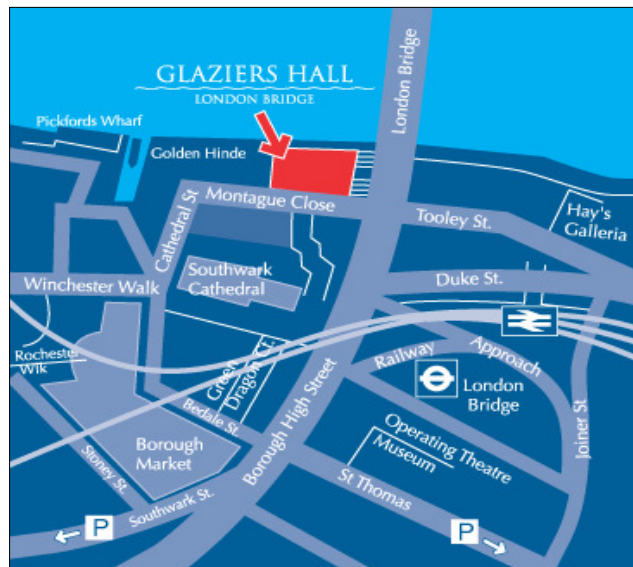 GLAZIERS HALL
LONDON BRIDGE
London Bridge
Pickfords Wharf
Golden Hinde
Cathedral St
Montague Close
Tooley St.
Hay's
Galleria
Southwark
Cathedral
Winchester Walk
Duke St.
Rochester
Wlk
Green
Dragon Ct.
Railway
Approach
London
Bridge
Joiner St
Bedale St.
Borough High Street
Operating Theatre
Museum
Borough
Market
Stoney St.
Southwark St.
St Thomas
P
P